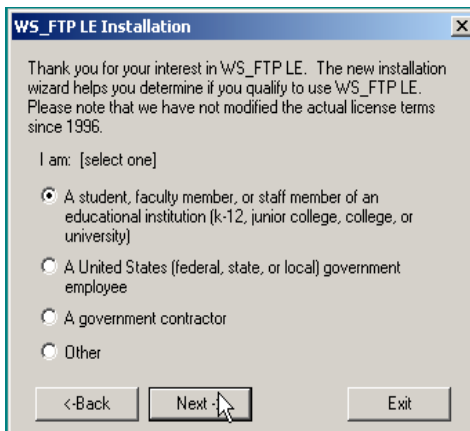 WS_FTP LE Installation
Thank you for your interest in WS_FTP LE. The new installation
wizard helps you determine if you qualify to use WS_FTP LE.
Please note that we have not modified the actual license terms
since 1996.
I am: [select one]
A student, faculty member, or staff member of an
educational institution (k-12, junior college, college, or
university)
A United States (federal, state, or local) government
employee
A government contractor
Other
<-Back Next - Exit